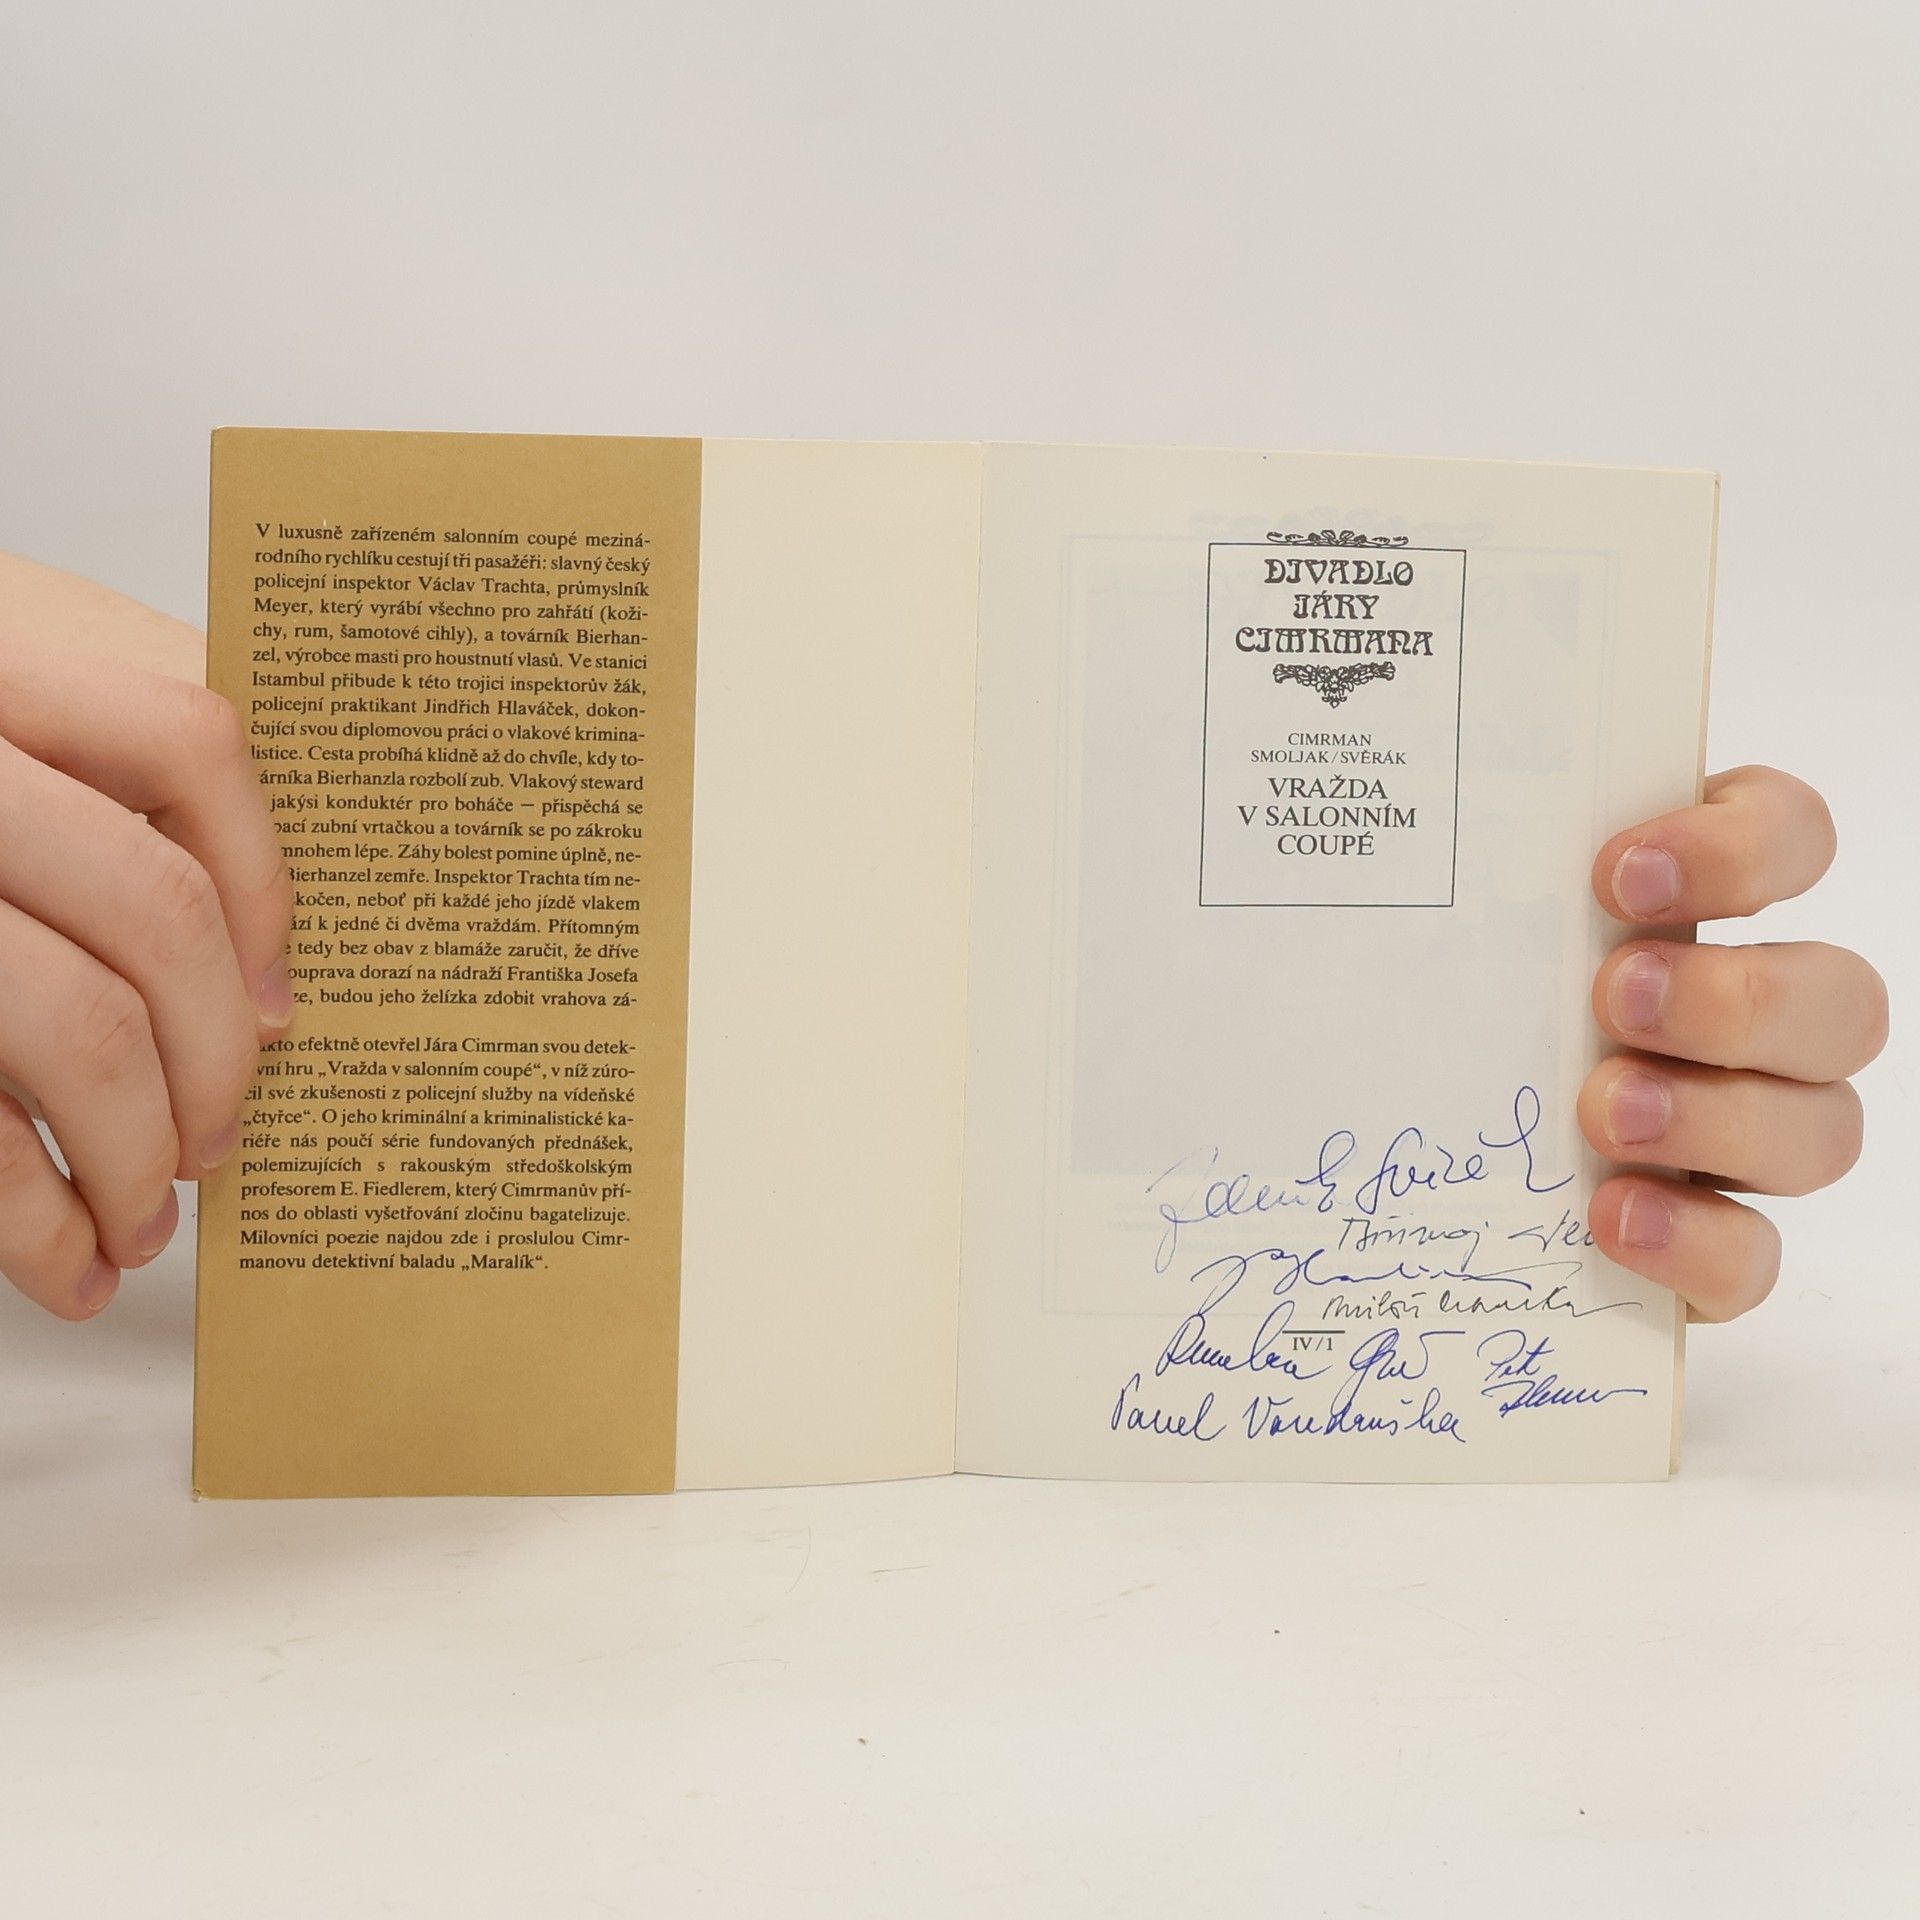 V luxusně zařízeném salonním coupé meziná-
rodního rychlíku cestují tři pasažéři: slavný český
policejní inspektor Václav Trachta, průmyslník
Meyer, který vyrábí všechno pro zahřátí (koži-
chy, rum, šamotové cihly), a továrník Bierhan-
zel, výrobce masti pro houstnutí vlasů. Ve stanici
Istambul přibude k této trojici inspektorův žák,
policejní praktikant Jindřich Hlaváček, dokon-
čující svou diplomovou práci o vlakové krimina-
listice. Cesta probíhá klidně až do chvíle, kdy to-
várníka Bierhanzla rozbolí zub. Vlakový steward
jakýsi konduktér pro boháče — přispěchá se
zubní vrtačkou a továrník se po zákroku
mnohem lépe. Záhy bolest pomine úplně, ne-
Bierhanzel zemře. Inspektor Trachta tím ne-
neboť při každé jeho jízdě vlakem
k jedné či dvěma vraždám. Přítomným
tedy bez obav z blamáže zaručit, že dříve
souprava dorazí na nádraží Františka Josefa
budou jeho želízka zdobit vrahova zá-
efektně otevřel Jára Cimrman svou detek-
vní hru „Vražda v salonním coupé“, v níž zúro-
čil své zkušenosti z policejní služby na vídeňské
„čtyřce“. O jeho kriminální a kriminalistické ka-
riéře nás poučí série fundovaných přednášek,
polemizujících s rakouským středoškolským
profesorem E. Fiedlerem, který Cimrmanův pří-
nos do oblasti vyšetřování zločinu bagatelizuje.
Milovníci poezie najdou zde i proslulou Cimr-
manovu detektivní baladu „Maralík“.
DIVADLO
JÁRY
CIMRMANA
CIMRMAN
SMOLJAK/SVĚRÁK
VRAŽDA
V SALONNÍM
COUPÉ
Zdeněk Svěrák
Miloň Čepelka
IV/1
Petr
Pavel Vondruška